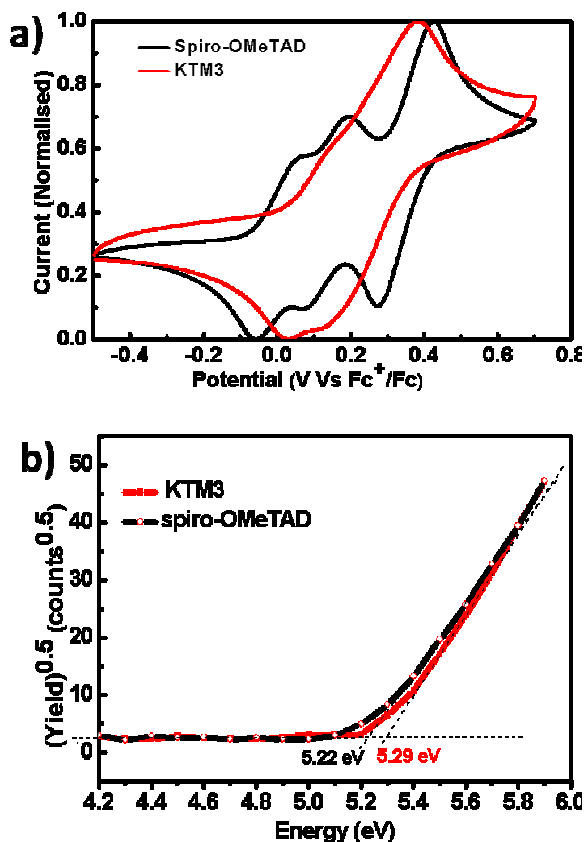 a)
Spiro-OMeTAD
KTM3
Current (Normalised)
1.0
0.8
0.6
0.4
0.2
0.0
-0.4 -0.2 0.0 0.2 0.4 0.6 0.8
Potential (V Vs Fc+/Fc)
b)
KTM3
spiro-OMeTAD
(Yield)0.5 (counts0.5)
50
40
30
20
10
0
5.22 eV
5.29 eV
4.2 4.4 4.6 4.8 5.0 5.2 5.4 5.6 5.8 6.0
Energy (eV)